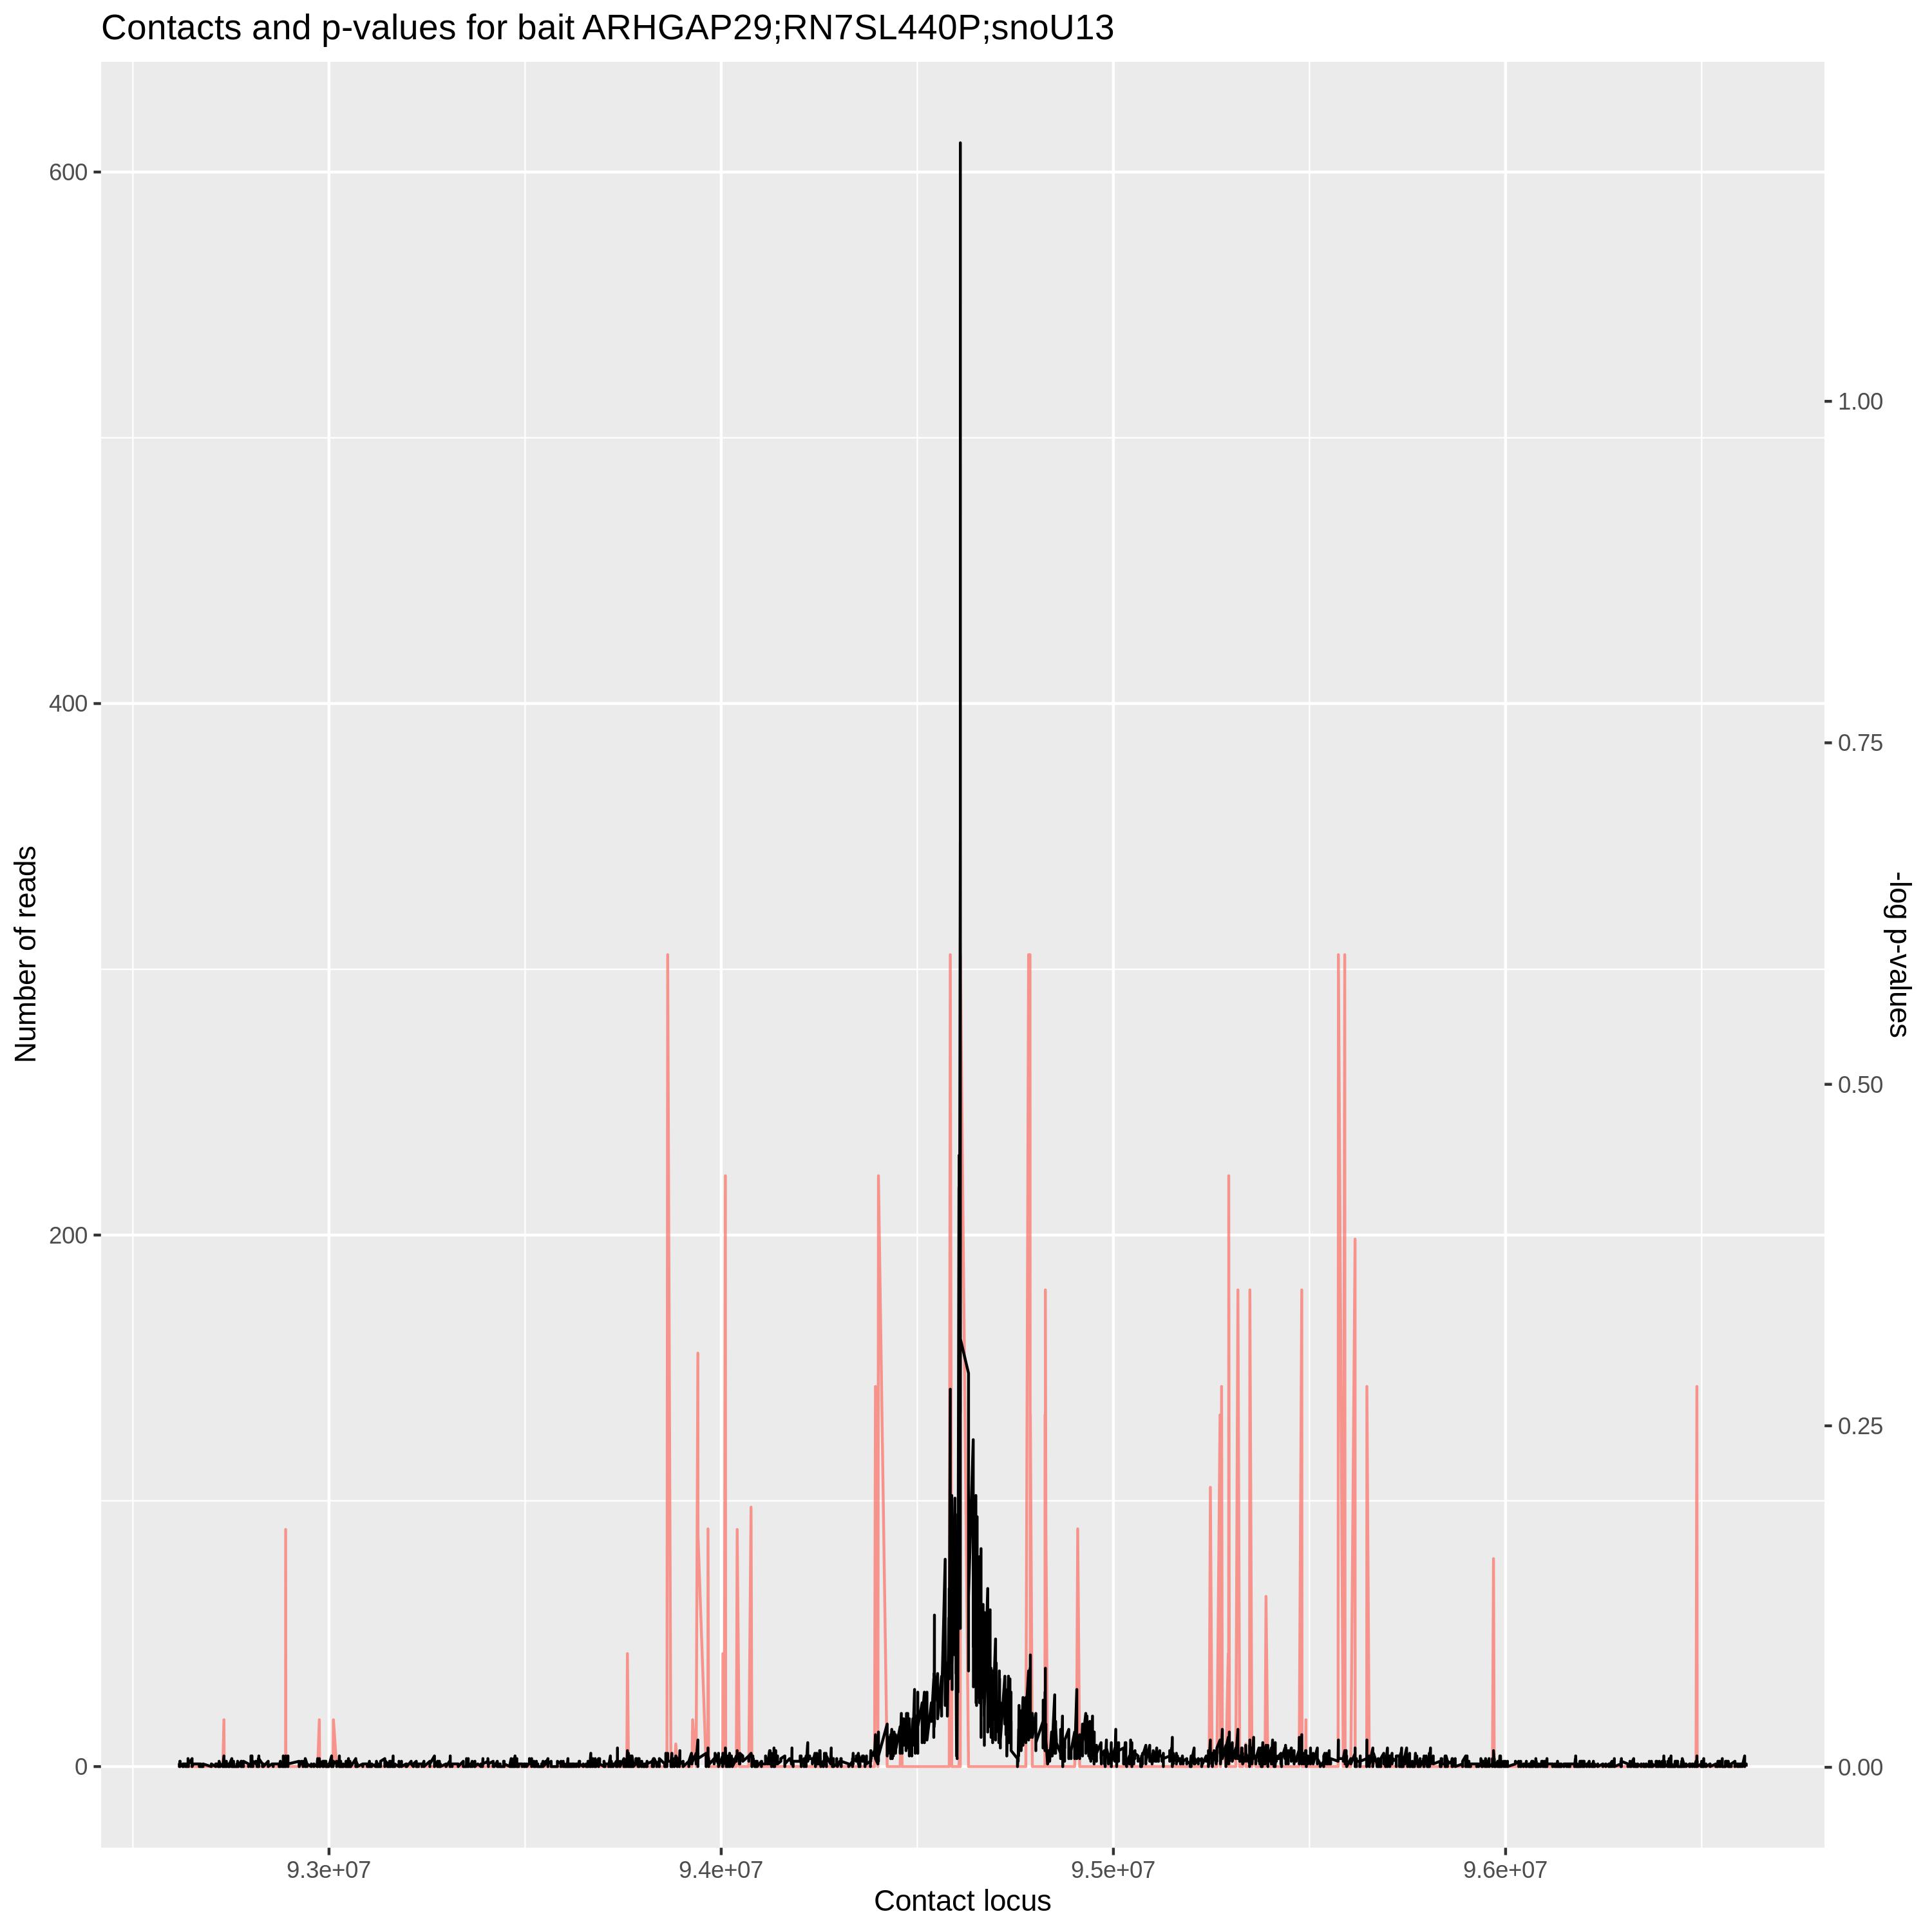 Contacts and p-values for bait ARHGAP29;RN7SL440P;snoU13
600
400
200
0
Number of reads
1.00
0.75
0.50
0.25
0.00
-log p-values
9.3e+07 9.4e+07 9.5e+07 9.6e+07
Contact locus